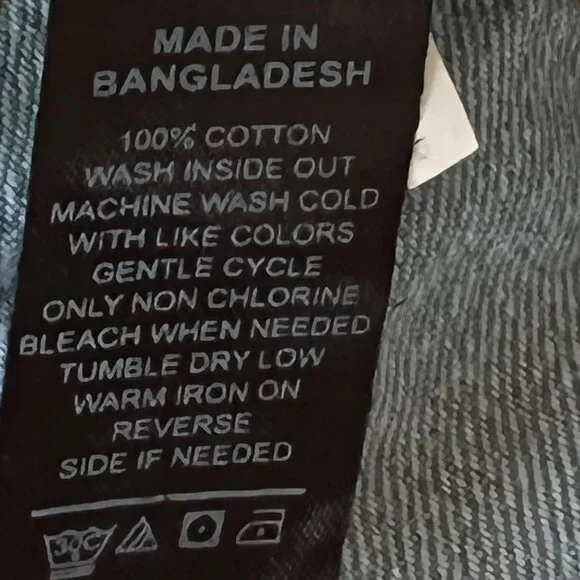 MADE IN
BANGLADESH
100% COTTON
WASH INSIDE OUT
MACHINE WASH COLD
WITH LIKE COLORS
GENTLE CYCLE
ONLY NON CHLORINE
BLEACH WHEN NEEDED
TUMBLE DRY LOW
WARM IRON ON
REVERSE
SIDE IF NEEDED
30C